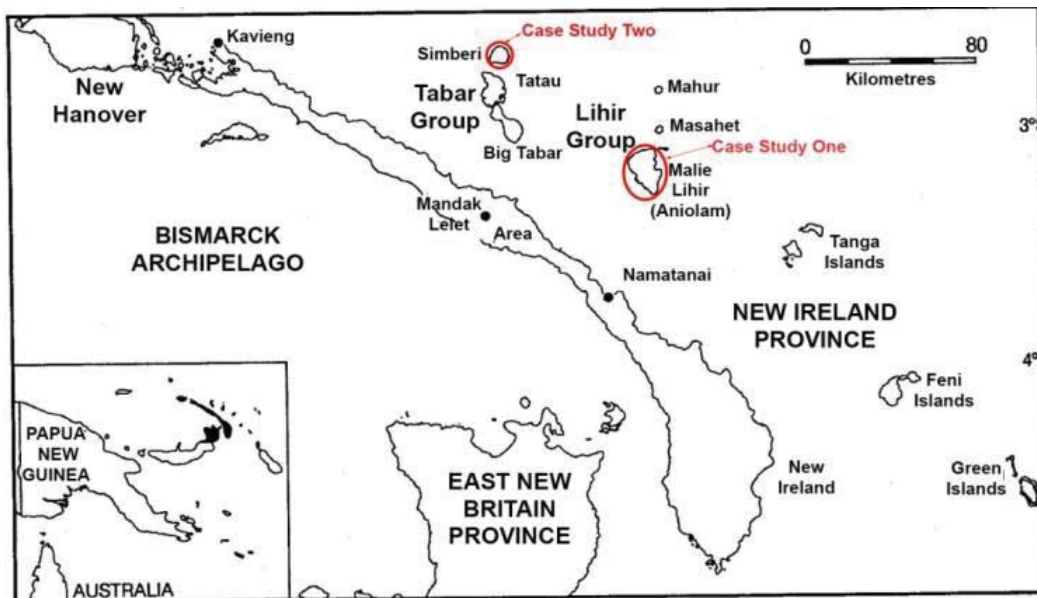 Kavieng
New
Hanover
Simberi
Case Study Two
Tabar
Group
Tatau
Big Tabar
0 80
Kilometres
Mahur
Lihir
Group
Masahet
3°S
Case Study One
Malie
Lihir
(Aniolam)
Mandak
Lelet
Area
BISMARCK
ARCHIPELAGO
Tanga
Islands
Namatanai
NEW IRELAND
PROVINCE
4°
Feni
Islands
PAPUA
NEW
GUINEA
AUSTRALIA
EAST NEW
BRITAIN
PROVINCE
New
Ireland
Green
Islands